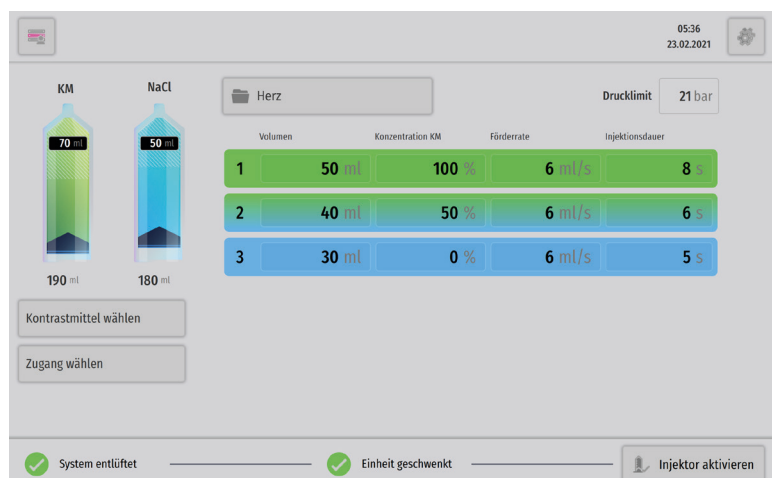 05:36
23.02.2021
KM
NaCl
Herz
Drucklimit
21 bar
70 ml
50 ml
Volumen
Konzentration KM
Förderrate
Injektionsdauer
1 50 ml 100 % 6 ml/s 8 s
2 40 ml 50 % 6 ml/s 6 s
3 30 ml 0 % 6 ml/s 5 s
190 ml
180 ml
Kontrastmittel wählen
Zugang wählen
System entlüftet
Einheit geschwenkt
Injektor aktivieren